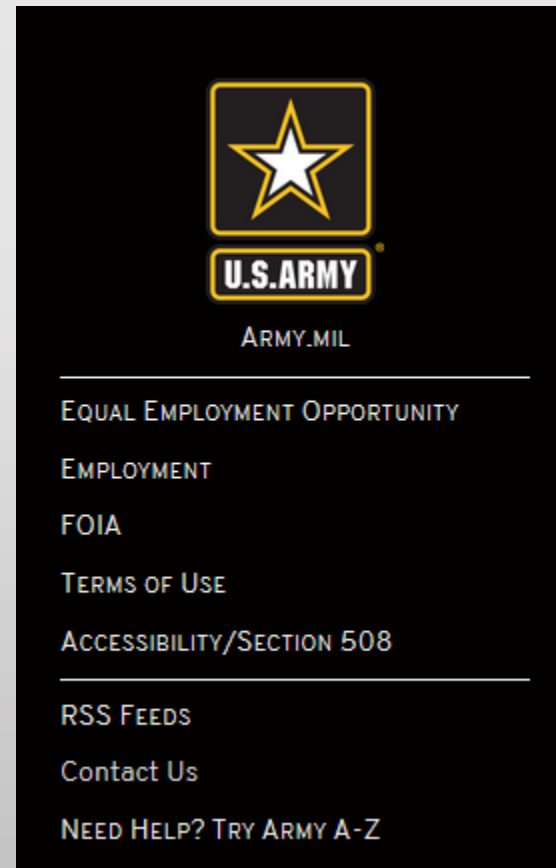 U.S.ARMY
®
Army.mil
Equal Employment Opportunity
Employment
FOIA
Terms of Use
Accessibility/Section 508
RSS Feeds
Contact Us
Need Help? Try Army A-Z